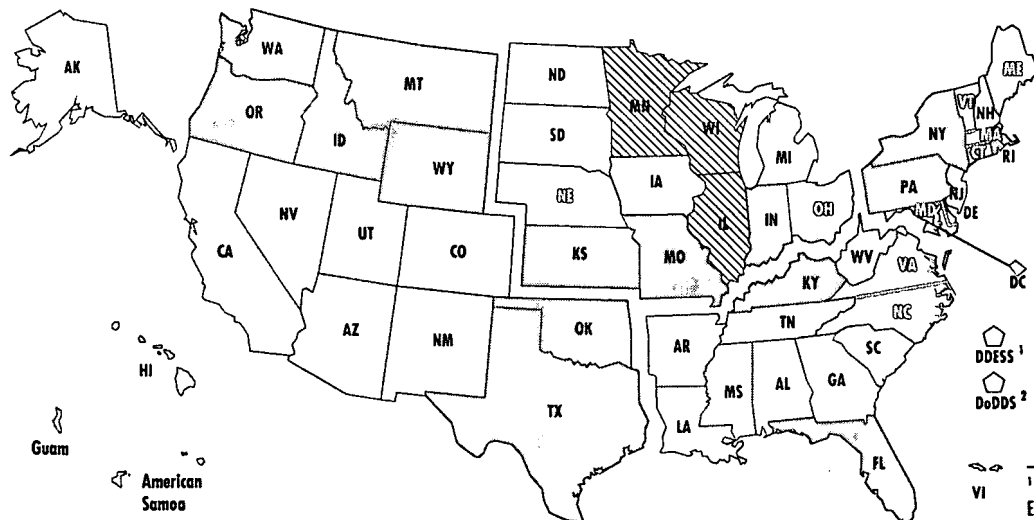 AK
WA
MT
ND
MN
ME
OR
ID
SD
WI
MI
VT
NH
NY
MA
CT
RI
WY
IA
NE
PA
NJ
NV
UT
CO
CA
KS
MO
IL
IN
OH
MD
DE
WV
VA
DC
KY
AZ
NM
OK
AR
TN
NC
SC
HI
TX
LA
MS
AL
GA
FL
DDESS 1
DoDDS 2
Guam
American
Samoa
VI
1
E